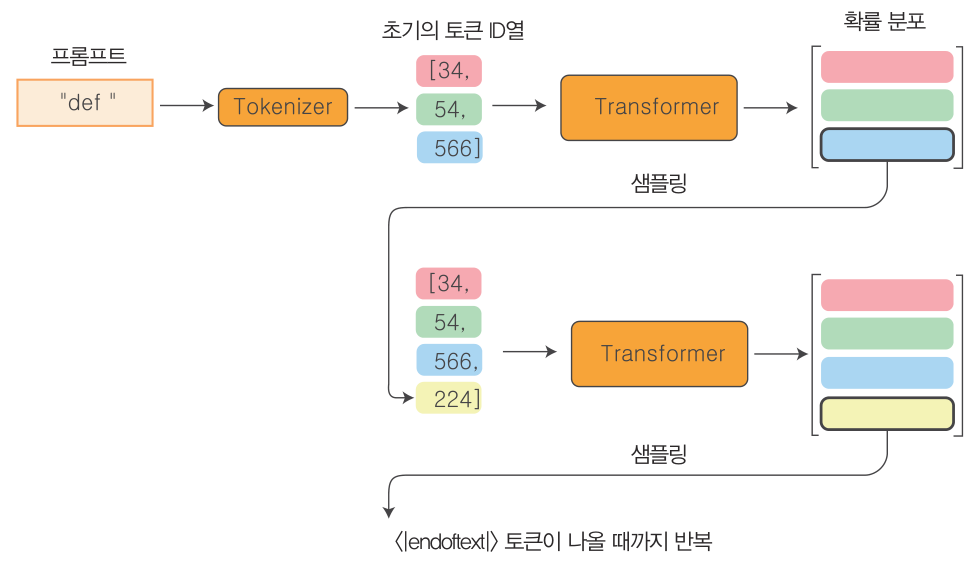 프롬프트
"def "
Tokenizer
초기의 토큰 ID열
[34,
54,
566]
Transformer
확률 분포
샘플링
[34,
54,
566,
224]
Transformer
샘플링
<|endoftext|> 토큰이 나올 때까지 반복